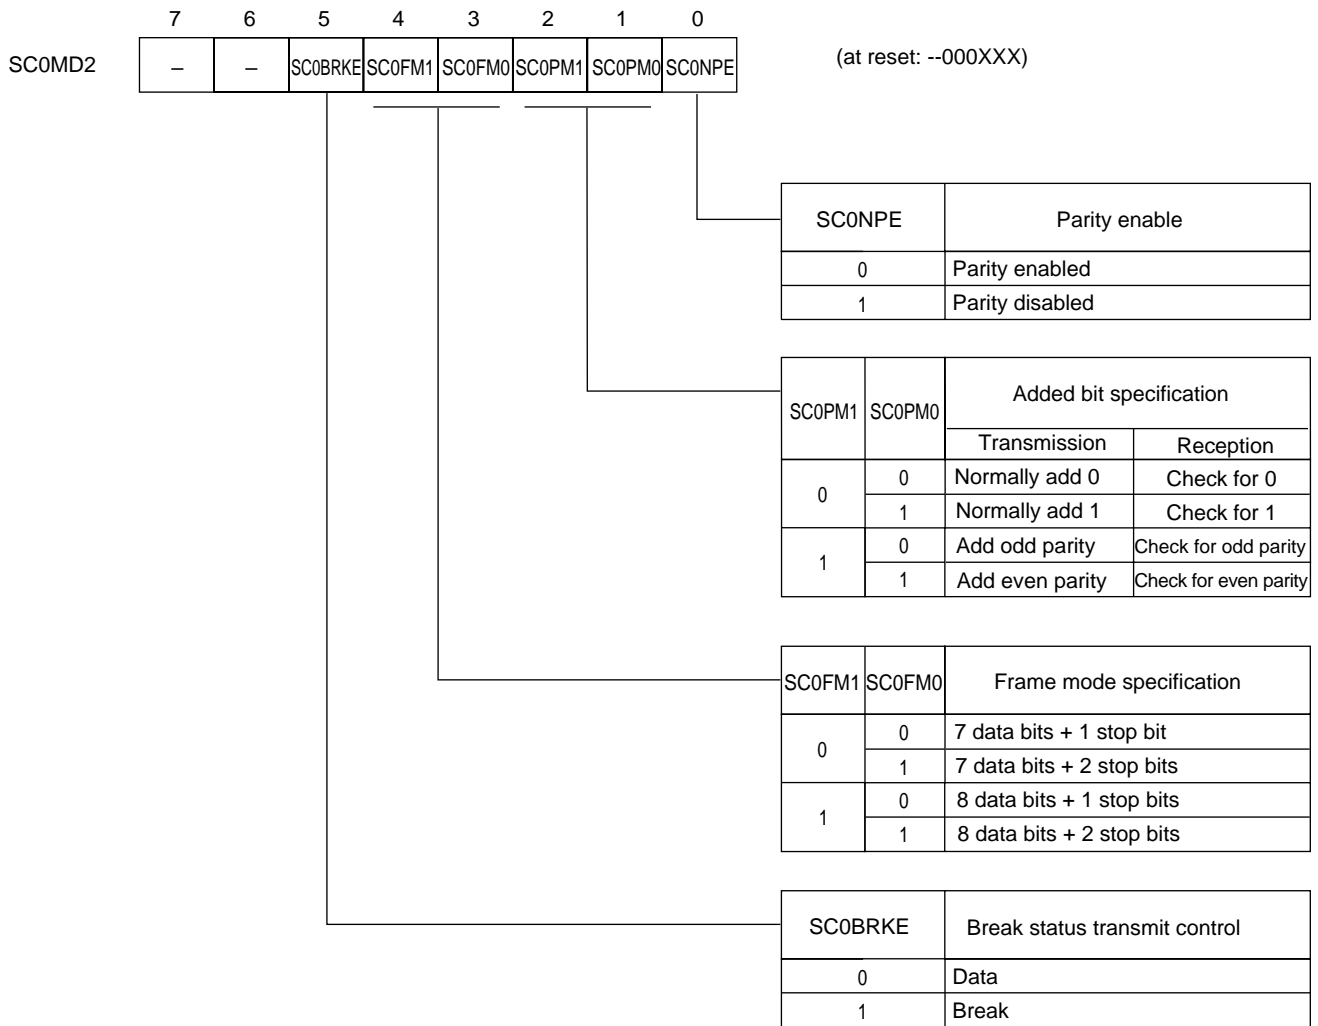 7 6 5 4 3 2 1 0
SC0MD2 – – SC0BRKE SC0FM1 SC0FM0 SC0PM1 SC0PM0 SC0NPE (at reset: --000XXX)
SC0NPE Parity enable
0 Parity enabled
1 Parity disabled
SC0PM1 SC0PM0 Added bit specification
Transmission Reception
0 0 Normally add 0 Check for 0
1 Normally add 1 Check for 1
1 0 Add odd parity Check for odd parity
1 Add even parity Check for even parity
SC0FM1 SC0FM0 Frame mode specification
0 0 7 data bits + 1 stop bit
1 7 data bits + 2 stop bits
1 0 8 data bits + 1 stop bits
1 8 data bits + 2 stop bits
SC0BRKE Break status transmit control
0 Data
1 Break